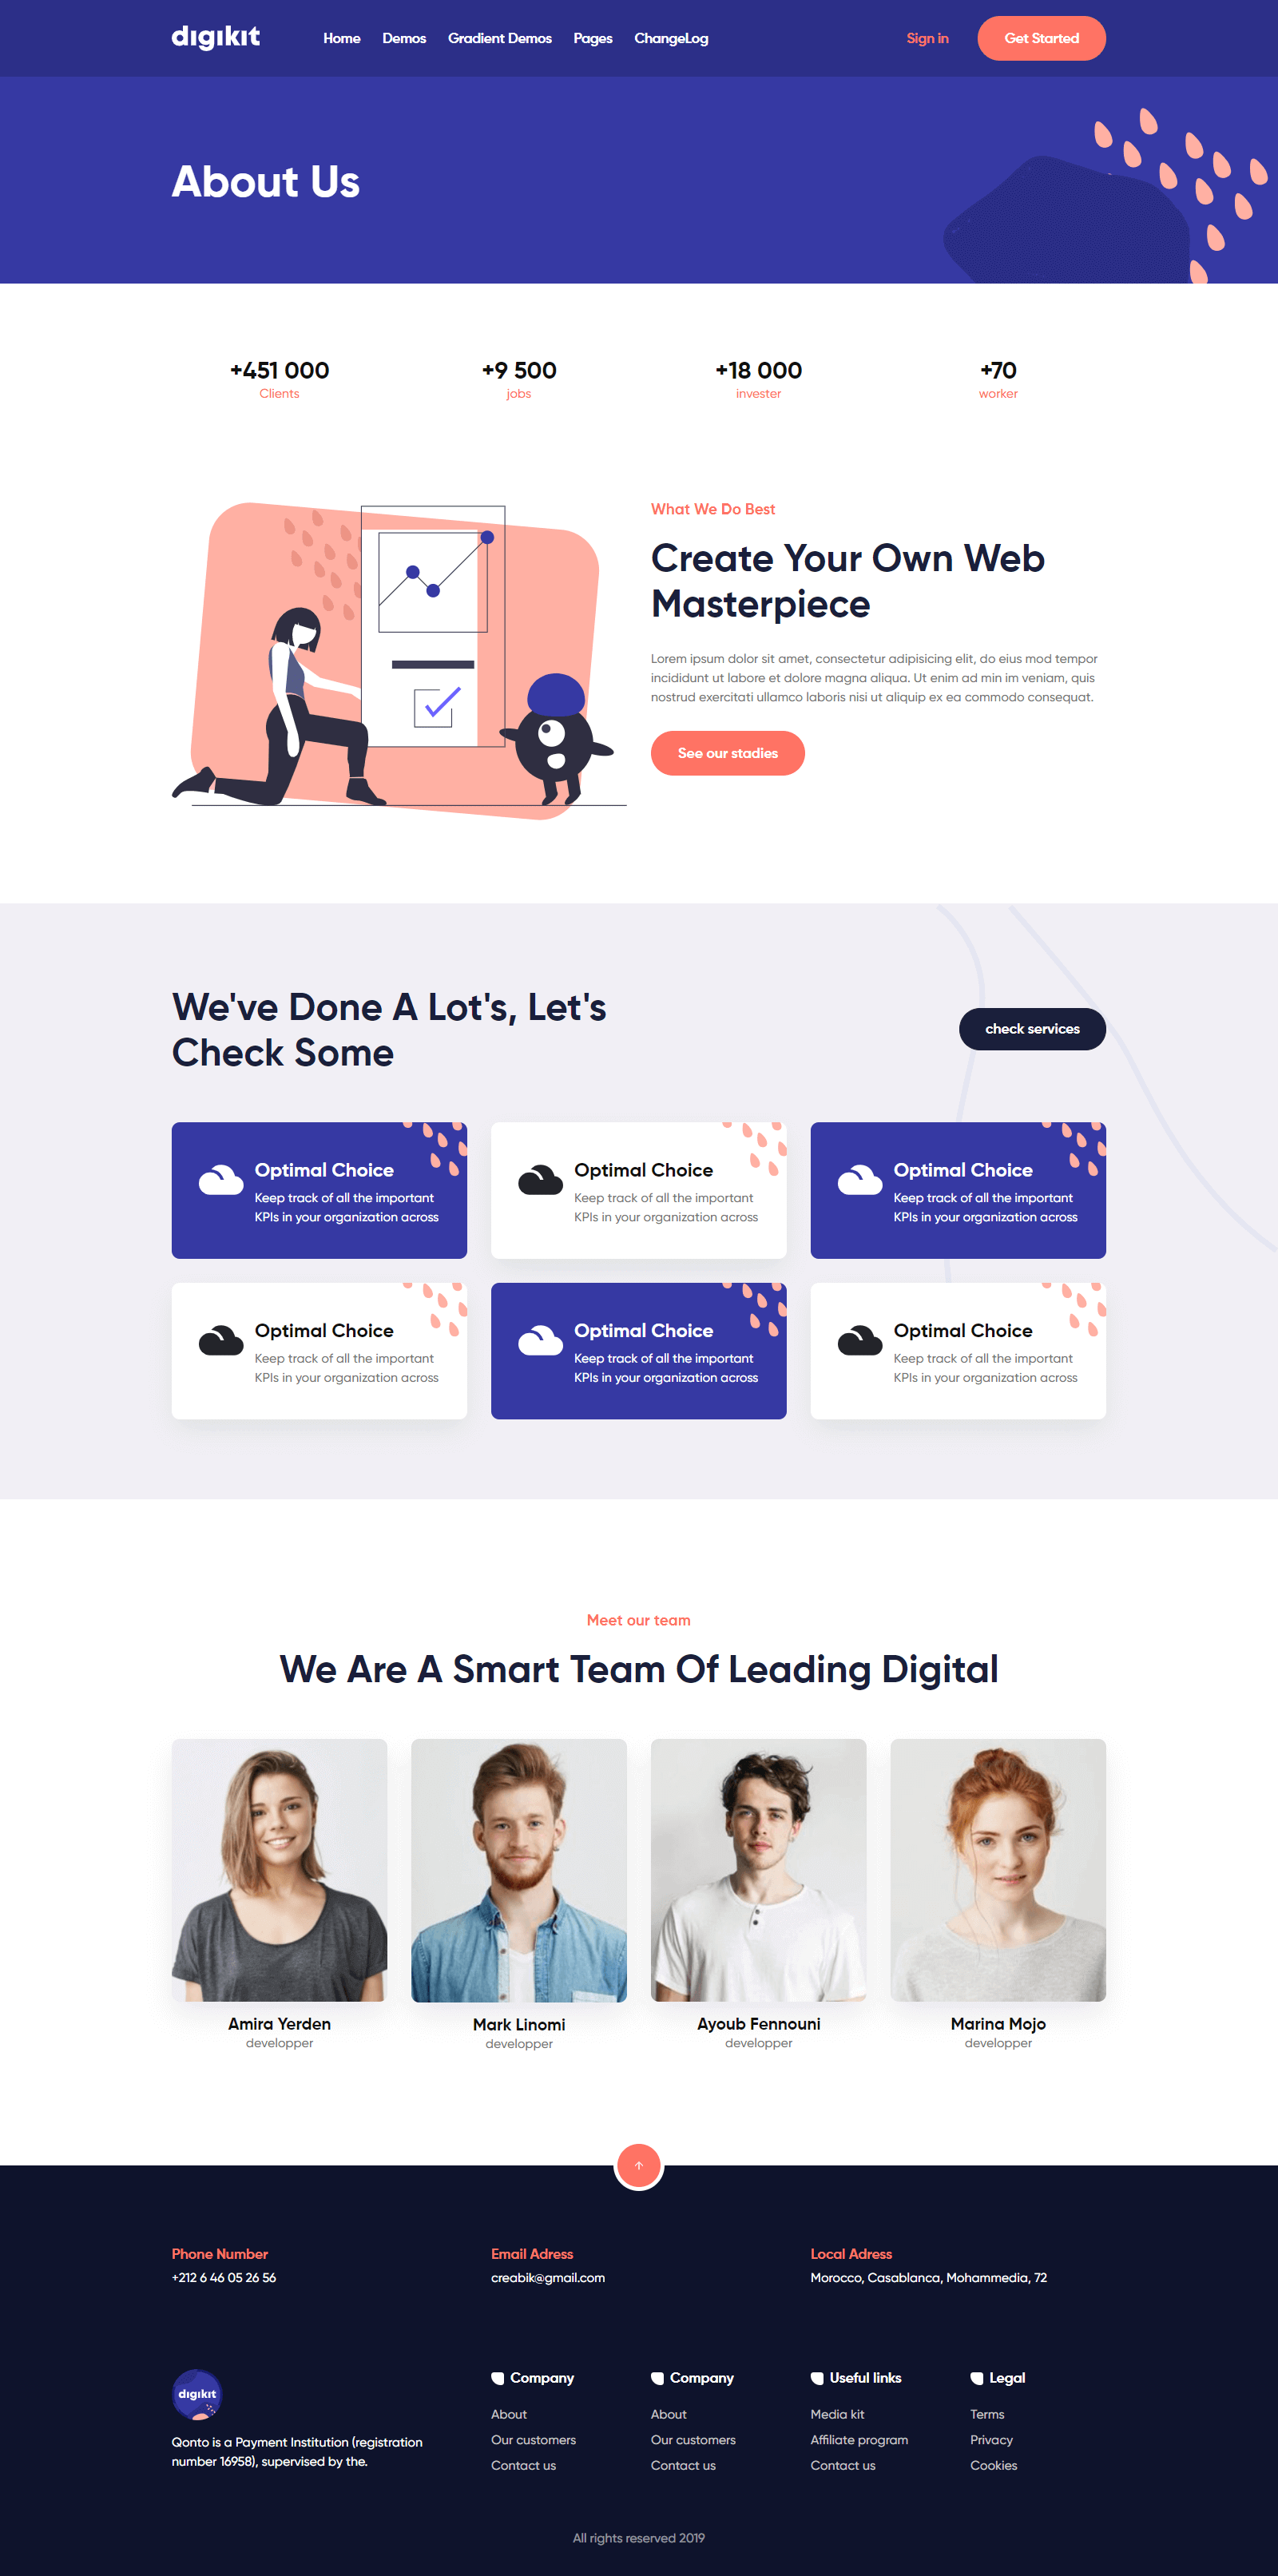 digikit
Home Demos Gradient Demos Pages ChangeLog
Sign in
Get Started
About Us
+451 000
Clients
+9 500
jobs
+18 000
invester
+70
worker
What We Do Best
Create Your Own Web
Masterpiece
Lorem ipsum dolor sit amet, consectetur adipisicing elit, do eius mod tempor
incididunt ut labore et dolore magna aliqua. Ut enim ad min im veniam, quis
nostrud exercitati ullamco laboris nisi ut aliquip ex ea commodo consequat.
See our stadies
We've Done A Lot's, Let's
Check Some
check services
Optimal Choice
Keep track of all the important
KPIs in your organization across
Optimal Choice
Keep track of all the important
KPIs in your organization across
Optimal Choice
Keep track of all the important
KPIs in your organization across
Optimal Choice
Keep track of all the important
KPIs in your organization across
Optimal Choice
Keep track of all the important
KPIs in your organization across
Optimal Choice
Keep track of all the important
KPIs in your organization across
Meet our team
We Are A Smart Team Of Leading Digital
Amira Yerden
developper
Mark Linomi
developper
Ayoub Fennouni
developper
Marina Mojo
developper
Phone Number
+212 6 46 05 26 56
Email Adress
creabik@gmail.com
Local Adress
Morocco, Casablanca, Mohammedia, 72
digikit
Qonto is a Payment Institution (registration
number 16958), supervised by the.
Company
About
Our customers
Contact us
Company
About
Our customers
Contact us
Useful links
Media kit
Affiliate program
Contact us
Legal
Terms
Privacy
Cookies
All rights reserved 2019